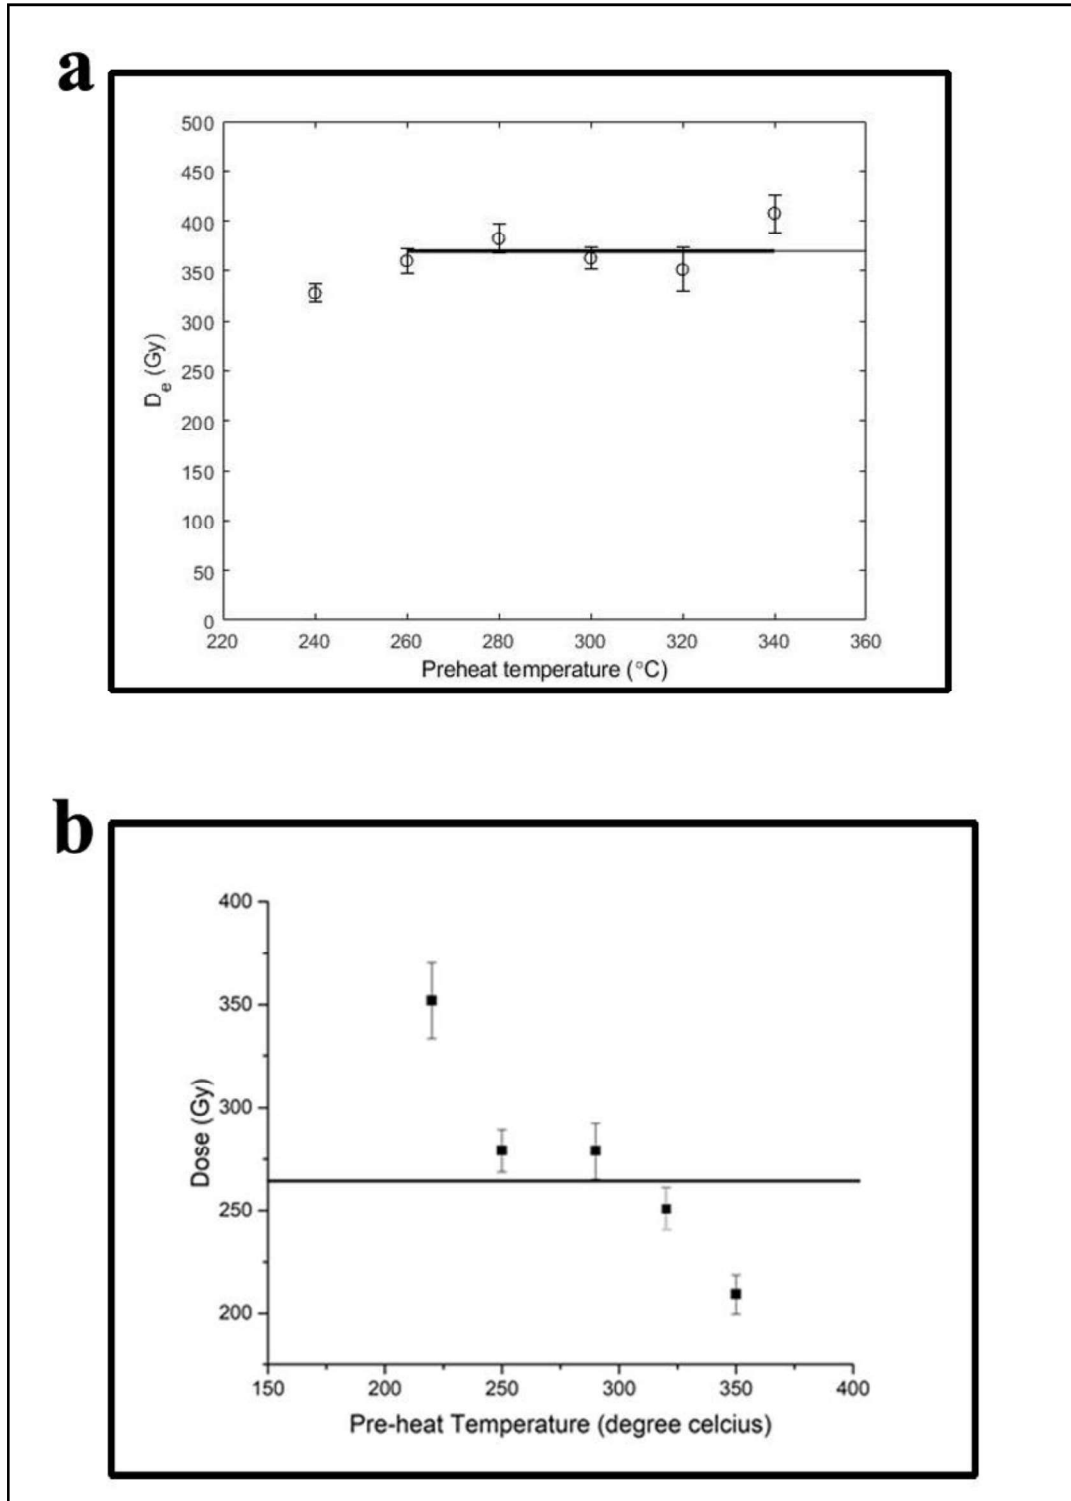 a
500
450
400
350
300
250
200
150
100
50
0
D_e (Gy)
220 240 260 280 300 320 340 360
Preheat temperature (°C)
b
400
350
300
250
200
Dose (Gy)
150 200 250 300 350 400
Pre-heat Temperature (degree celcius)